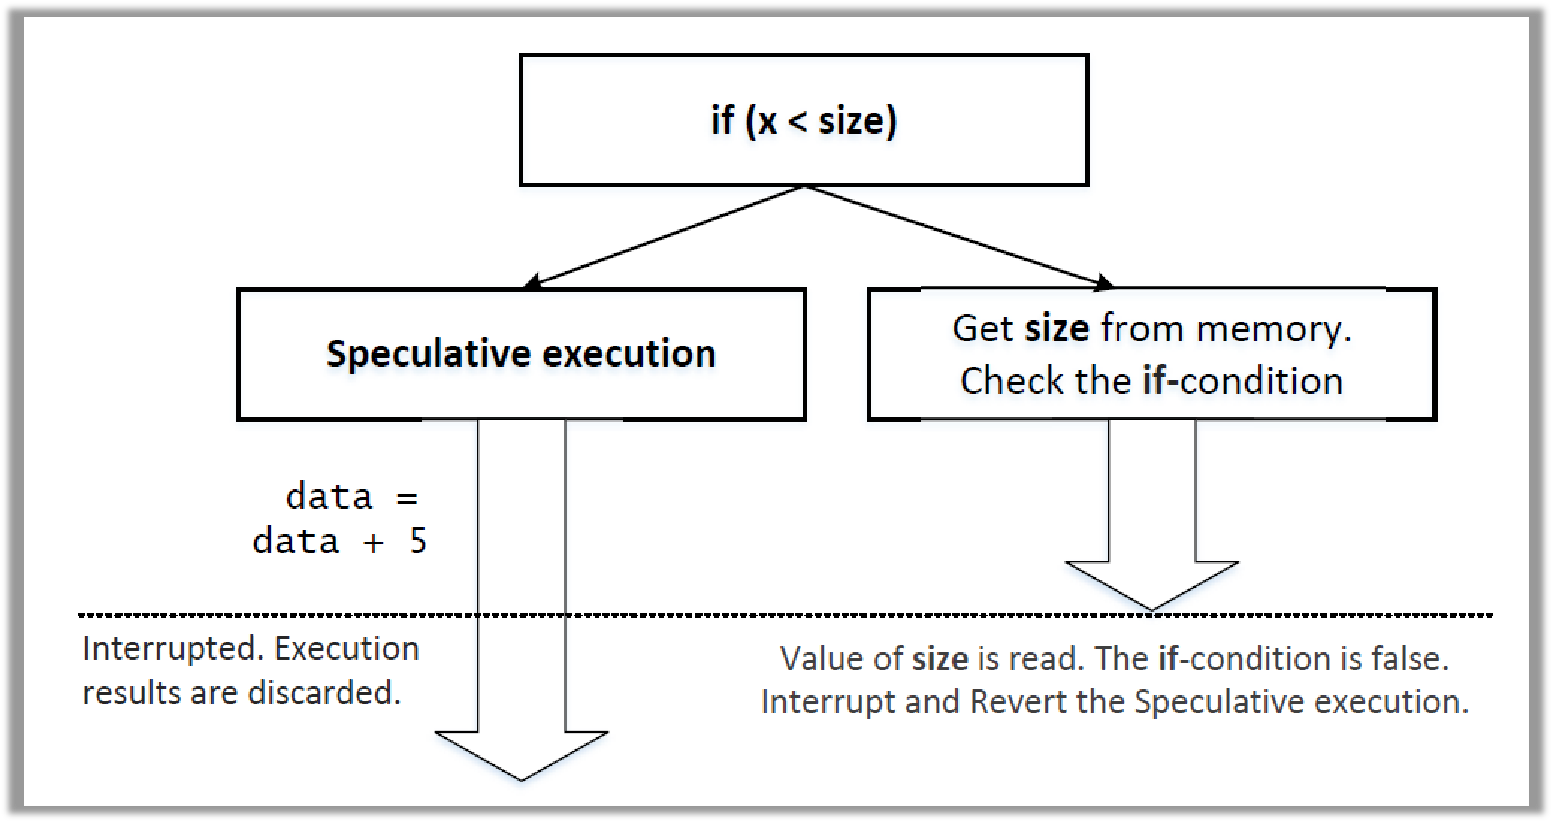 if (x < size)
Speculative execution
Get size from memory.
Check the if-condition
data =
data + 5
Interrupted. Execution
results are discarded.
Value of size is read. The if-condition is false.
Interrupt and Revert the Speculative execution.